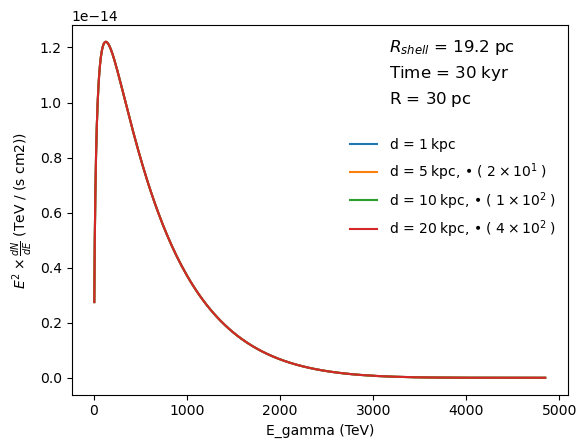 1e−14
R_shell = 19.2 pc
Time = 30 kyr
R = 30 pc
d = 1 kpc
d = 5 kpc, • ( 2 × 10^1 )
d = 10 kpc, • ( 1 × 10^2 )
d = 20 kpc, • ( 4 × 10^2 )
E^2 × dN/dE (TeV / (s cm2))
1.2
1.0
0.8
0.6
0.4
0.2
0.0
0 1000 2000 3000 4000 5000
E_gamma (TeV)